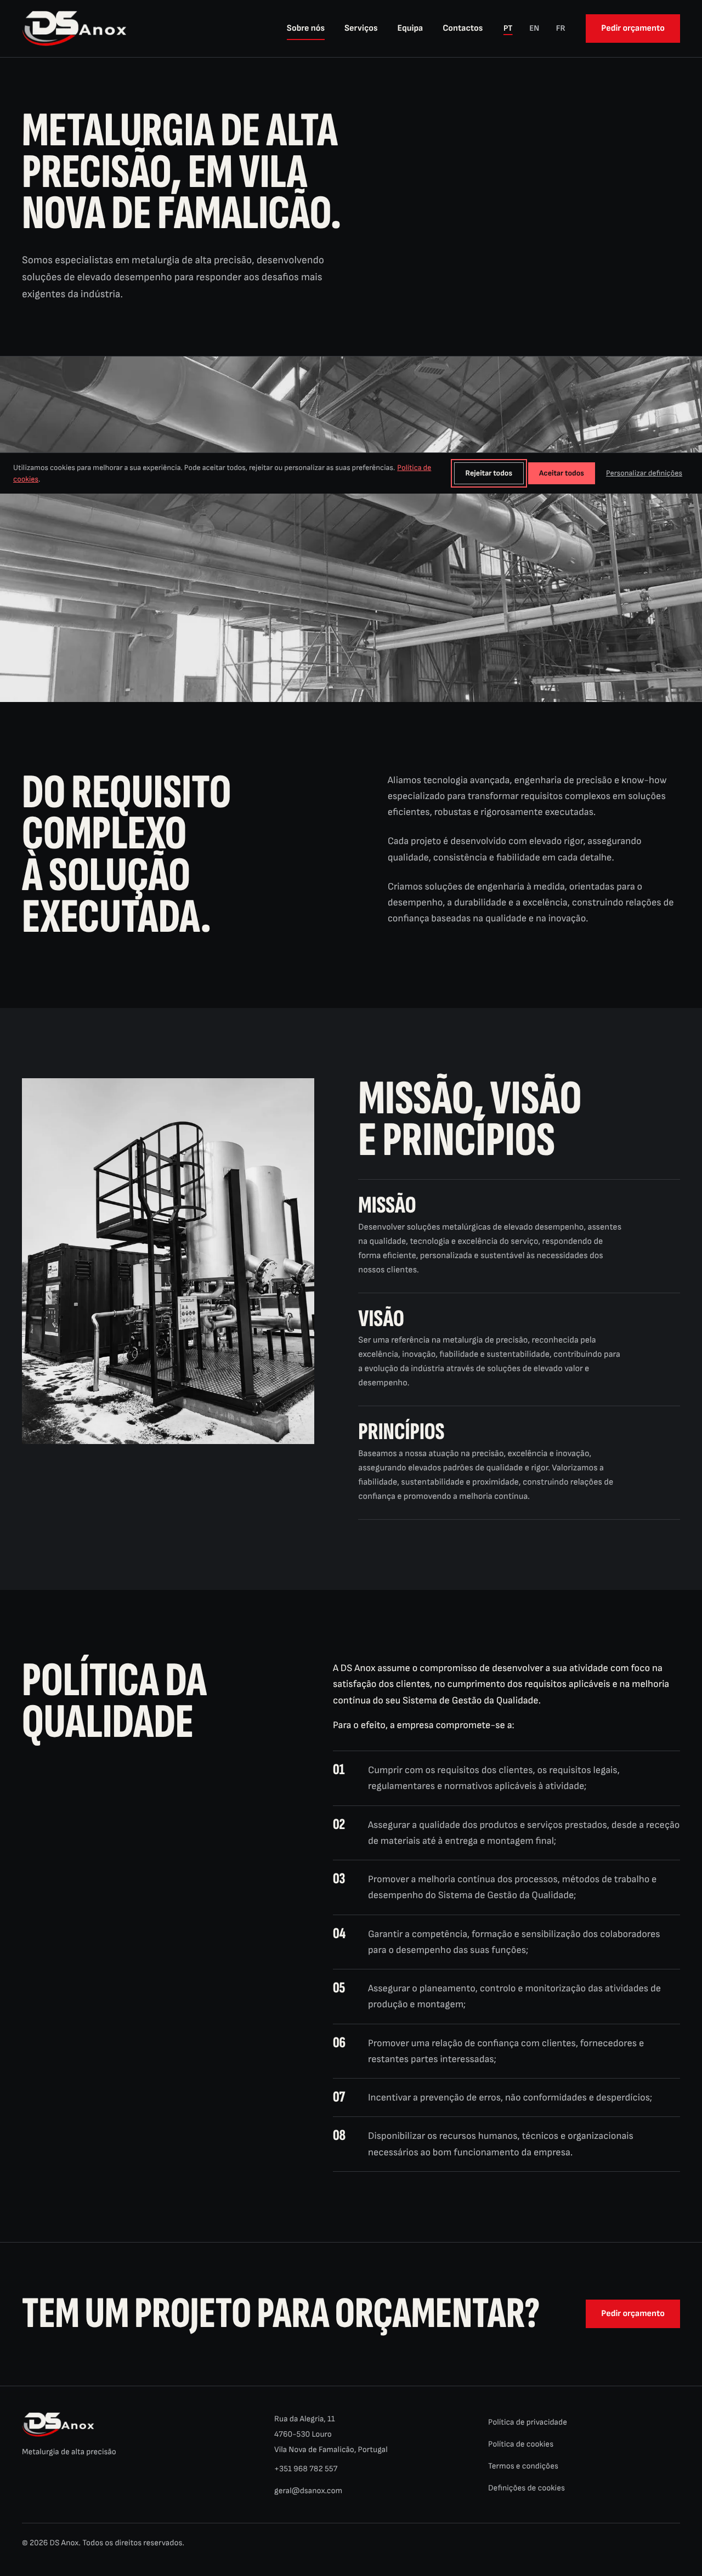 DS Anox
Sobre nós
Serviços
Equipa
Contactos
PT
EN
FR
Pedir orçamento
METALURGIA DE ALTA
PRECISÃO, EM VILA
NOVA DE FAMALICÃO.
Somos especialistas em metalurgia de alta precisão, desenvolvendo
soluções de elevado desempenho para responder aos desafios mais
exigentes da indústria.
Utilizamos cookies para melhorar a sua experiência. Pode aceitar todos, rejeitar ou personalizar as suas preferências. Política de
cookies.
Rejeitar todos
Aceitar todos
Personalizar definições
DO REQUISITO
COMPLEXO
À SOLUÇÃO
EXECUTADA.
Aliamos tecnologia avançada, engenharia de precisão e know-how
especializado para transformar requisitos complexos em soluções
eficientes, robustas e rigorosamente executadas.
Cada projeto é desenvolvido com elevado rigor, assegurando
qualidade, consistência e fiabilidade em cada detalhe.
Criamos soluções de engenharia à medida, orientadas para o
desempenho, a durabilidade e a excelência, construindo relações de
confiança baseadas na qualidade e na inovação.
MISSÃO, VISÃO
E PRINCÍPIOS
MISSÃO
Desenvolver soluções metalúrgicas de elevado desempenho, assentes
na qualidade, tecnologia e excelência do serviço, respondendo de
forma eficiente, personalizada e sustentável às necessidades dos
nossos clientes.
VISÃO
Ser uma referência na metalurgia de precisão, reconhecida pela
excelência, inovação, fiabilidade e sustentabilidade, contribuindo para
a evolução da indústria através de soluções de elevado valor e
desempenho.
PRINCÍPIOS
Baseamos a nossa atuação na precisão, excelência e inovação,
assegurando elevados padrões de qualidade e rigor. Valorizamos a
fiabilidade, sustentabilidade e proximidade, construindo relações de
confiança e promovendo a melhoria contínua.
POLÍTICA DA
QUALIDADE
A DS Anox assume o compromisso de desenvolver a sua atividade com foco na
satisfação dos clientes, no cumprimento dos requisitos aplicáveis e na melhoria
contínua do seu Sistema de Gestão da Qualidade.
Para o efeito, a empresa compromete-se a:
01 Cumprir com os requisitos dos clientes, os requisitos legais,
regulamentares e normativos aplicáveis à atividade;
02 Assegurar a qualidade dos produtos e serviços prestados, desde a receção
de materiais até à entrega e montagem final;
03 Promover a melhoria contínua dos processos, métodos de trabalho e
desempenho do Sistema de Gestão da Qualidade;
04 Garantir a competência, formação e sensibilização dos colaboradores
para o desempenho das suas funções;
05 Assegurar o planeamento, controlo e monitorização das atividades de
produção e montagem;
06 Promover uma relação de confiança com clientes, fornecedores e
restantes partes interessadas;
07 Incentivar a prevenção de erros, não conformidades e desperdícios;
08 Disponibilizar os recursos humanos, técnicos e organizacionais
necessários ao bom funcionamento da empresa.
TEM UM PROJETO PARA ORÇAMENTAR?
Pedir orçamento
DS Anox
Metalurgia de alta precisão
Rua da Alegria, 11
4760-530 Louro
Vila Nova de Famalicão, Portugal
+351 968 782 557
geral@dsanox.com
Política de privacidade
Política de cookies
Termos e condições
Definições de cookies
© 2026 DS Anox. Todos os direitos reservados.